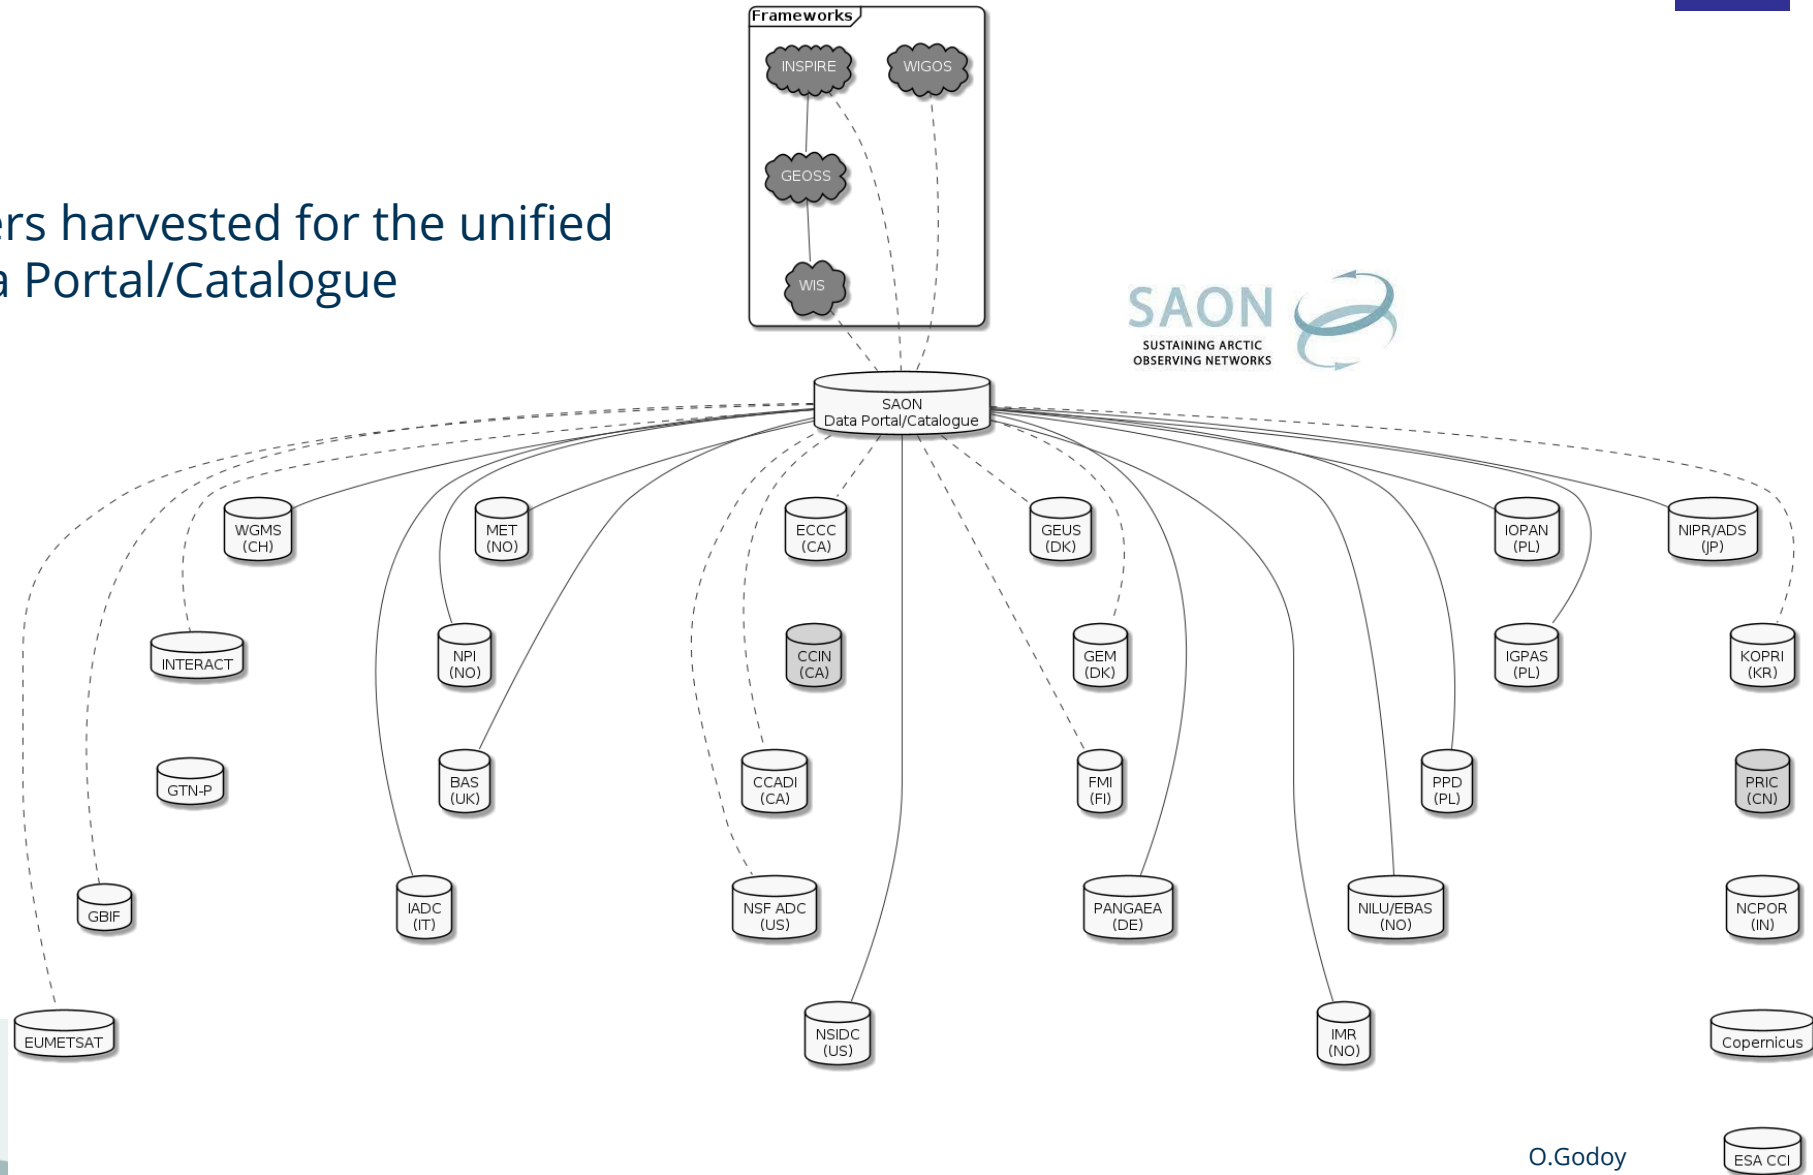 Frameworks
INSPIRE
WIGOS
GEOSS
WIS
ers harvested for the unified
a Portal/Catalogue
SAON
SUSTAINING ARCTIC
OBSERVING NETWORKS
SAON
Data Portal/Catalogue
WGMS
(CH)
MET
(NO)
ECCC
(CA)
GEUS
(DK)
IOPAN
(PL)
NIPR/ADS
(JP)
INTERACT
NPI
(NO)
CCIN
(CA)
GEM
(DK)
IGPAS
(PL)
KOPRI
(KR)
GTN-P
BAS
(UK)
CCADI
(CA)
FMI
(FI)
PPD
(PL)
PRIC
(CN)
GBIF
IADC
(IT)
NSF ADC
(US)
PANGAEA
(DE)
NILU/EBAS
(NO)
NCPOR
(IN)
EUMETSAT
NSIDC
(US)
IMR
(NO)
Copernicus
O.Godoy
ESA CCI